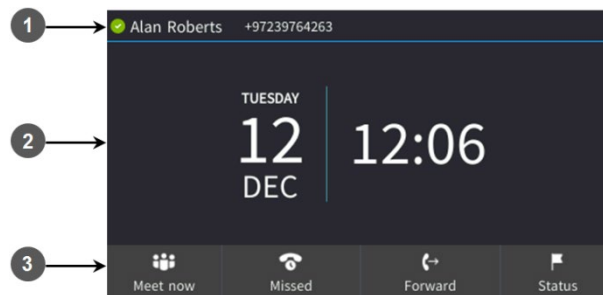 1 Alan Roberts +97239764263
TUESDAY
2 12 12:06
DEC
3
Meet now Missed Forward Status